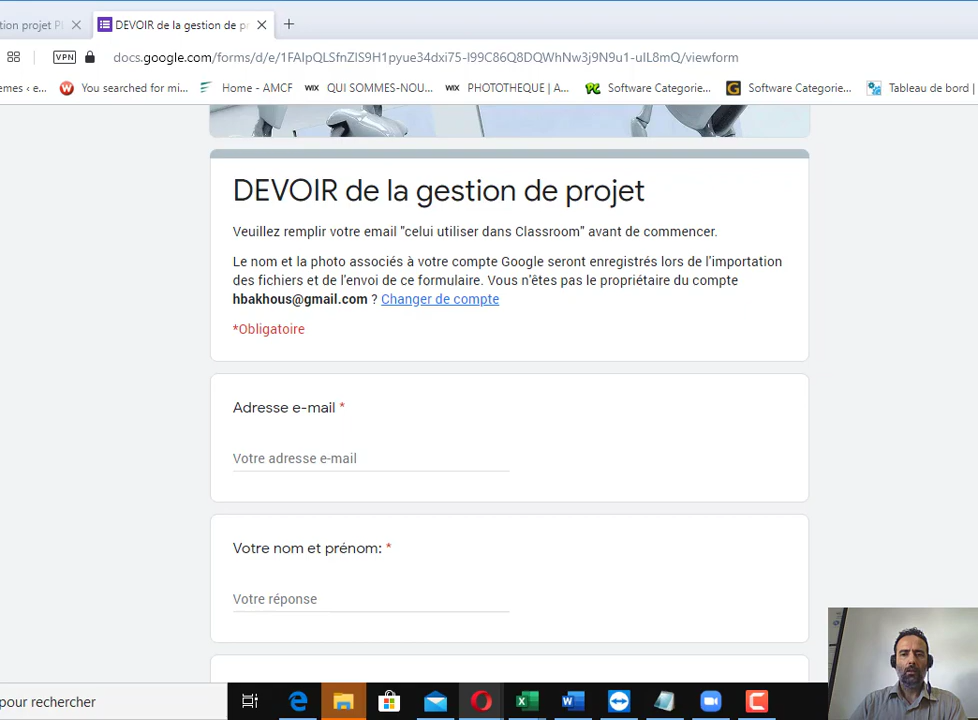 tion projet P
DEVOIR de la gestion de pr
VPN
docs.google.com/forms/d/e/1FAIpQLSfnZIS9H1pyue34dxi75-l99C86Q8DQWhNw3j9N9u1-uIL8mQ/viewform
emes ‹ e...
You searched for mi...
Home - AMCF
WIX QUI SOMMES-NOU...
WIX PHOTOTHEQUE | A...
Software Categorie...
Software Categorie...
Tableau de bord |
DEVOIR de la gestion de projet
Veuillez remplir votre email "celui utiliser dans Classroom" avant de commencer.
Le nom et la photo associés à votre compte Google seront enregistrés lors de l'importation
des fichiers et de l'envoi de ce formulaire. Vous n'êtes pas le propriétaire du compte
hbakhous@gmail.com ? Changer de compte
*Obligatoire
Adresse e-mail *
Votre adresse e-mail
Votre nom et prénom: *
Votre réponse
pour rechercher